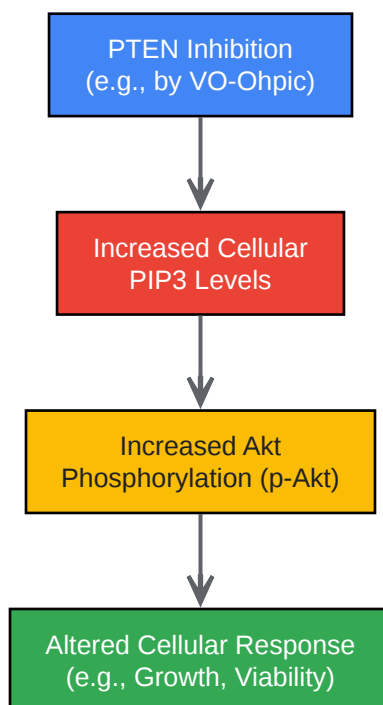 PTEN Inhibition
(e.g., by VO-Ohpic)
Increased Cellular
PIP3 Levels
Increased Akt
Phosphorylation (p-Akt)
Altered Cellular Response
(e.g., Growth, Viability)